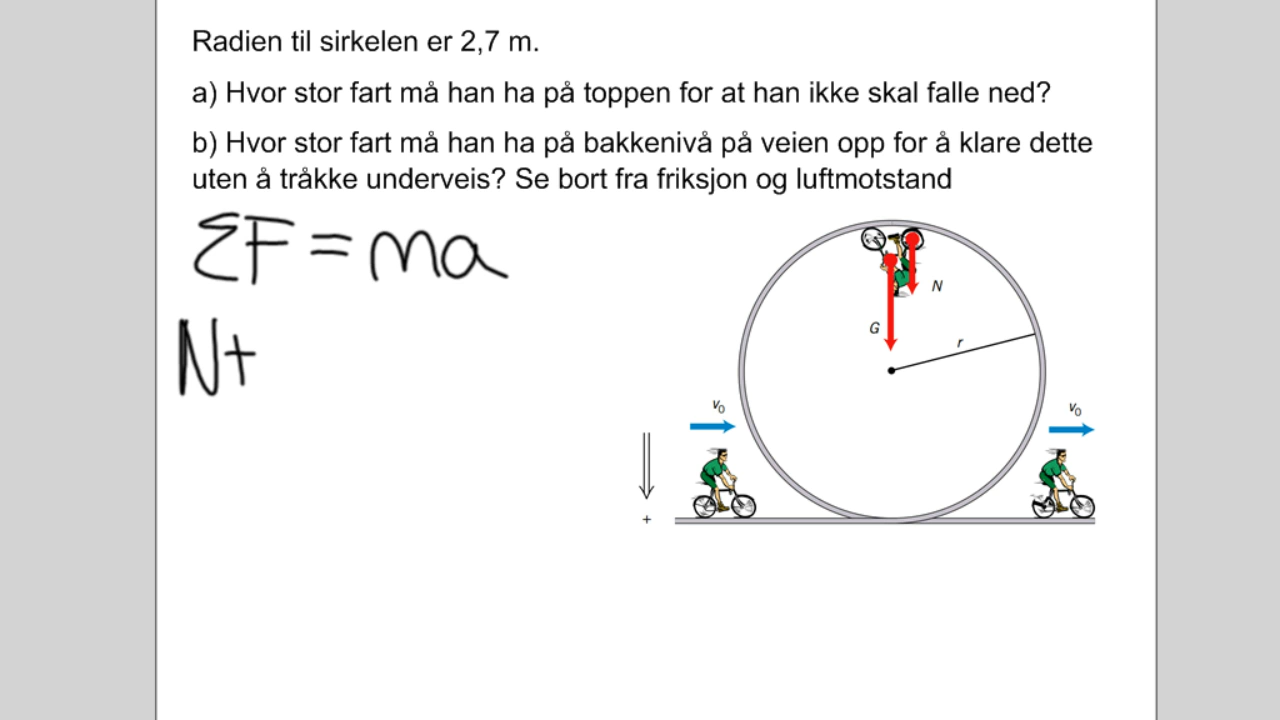 Radien til sirkelen er 2,7 m.
a) Hvor stor fart må han ha på toppen for at han ikke skal falle ned?
b) Hvor stor fart må han ha på bakkenivå på veien opp for å klare dette
uten å tråkke underveis? Se bort fra friksjon og luftmotstand
ΣF = ma
N+
N
G
r
v₀
v₀
+